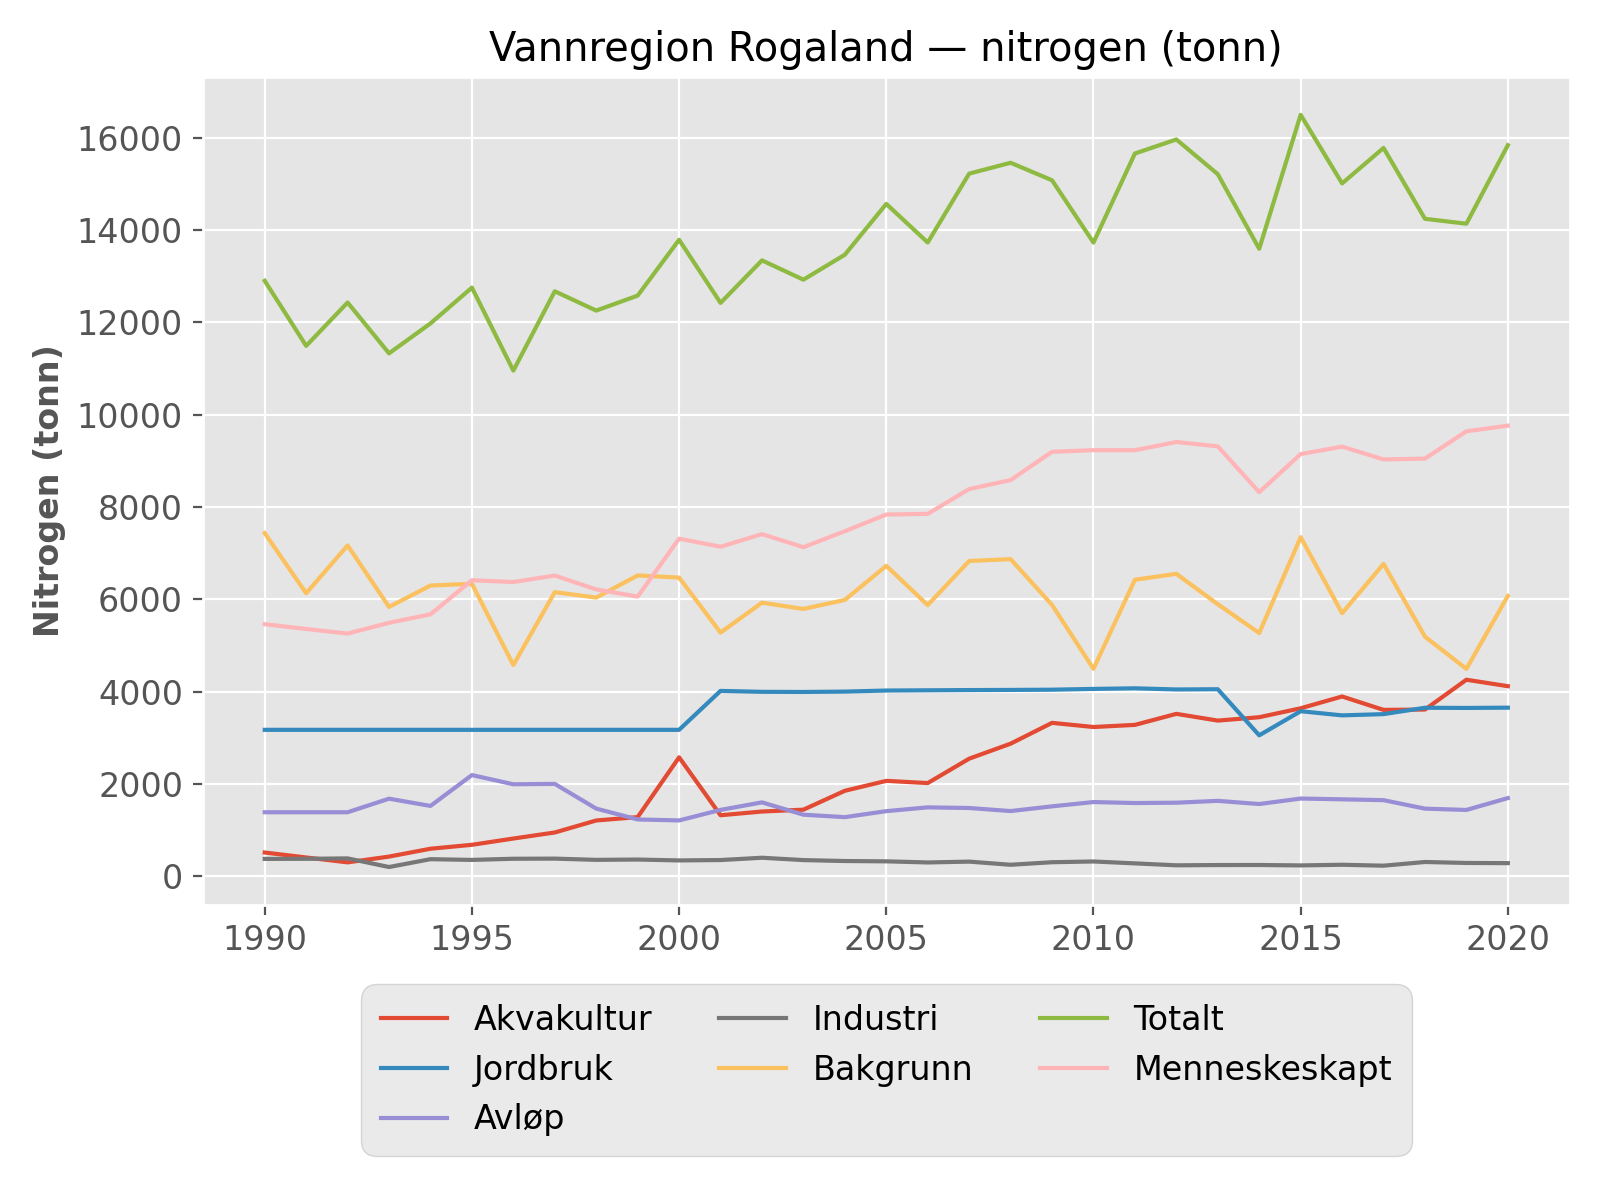 Vannregion Rogaland — nitrogen (tonn)
Nitrogen (tonn)
16000
14000
12000
10000
8000
6000
4000
2000
0
1990 1995 2000 2005 2010 2015 2020
Akvakultur Industri Totalt
Jordbruk Bakgrunn Menneskeskapt
Avløp